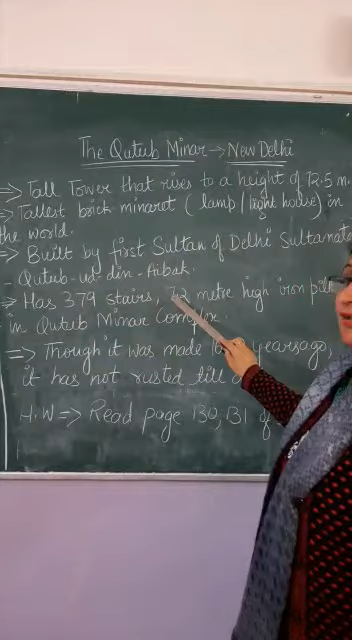 The Qutub Minar → New Delhi
⇒ Tall Tower that rises to a height of 72.5 m.
⇒ Tallest brick minaret (lamp/light house) in
the world.
⇒ Built by first Sultan of Delhi Sultanate
- Qutub-ud-din-Aibak.
⇒ Has 379 stairs, 7.2 metre high iron pill
in Qutub Minar Complex.
⇒ Though it was made years ago,
it has not rusted till
H.W ⇒ Read page 130, 131 of